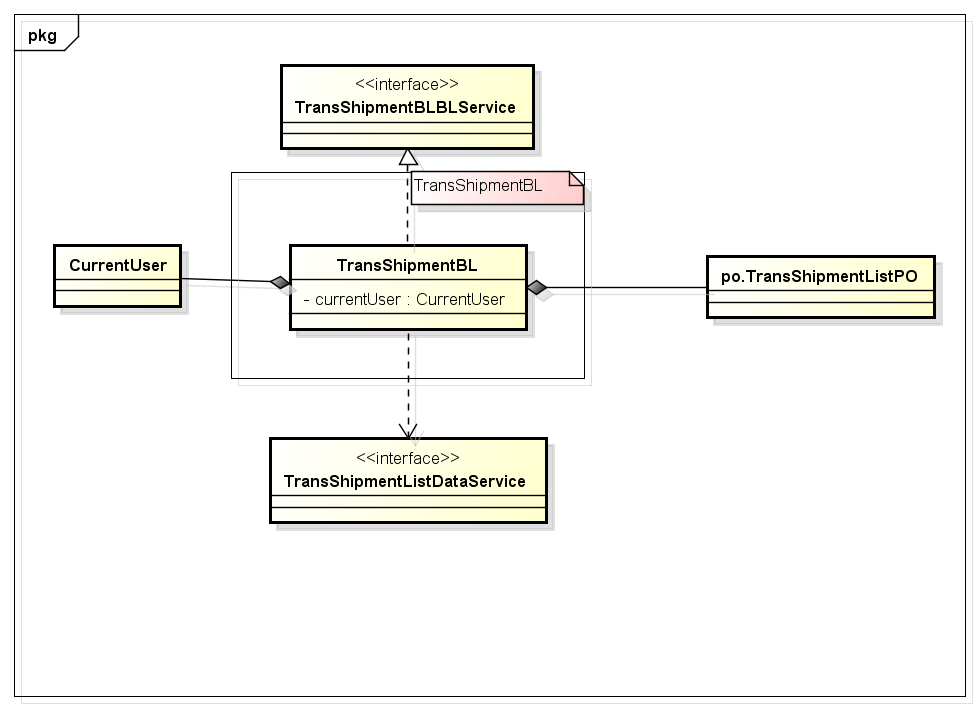 pkg
<<interface>>
TransShipmentBLBLService
TransShipmentBL
CurrentUser
TransShipmentBL
- currentUser : CurrentUser
po.TransShipmentListPO
<<interface>>
TransShipmentListDataService